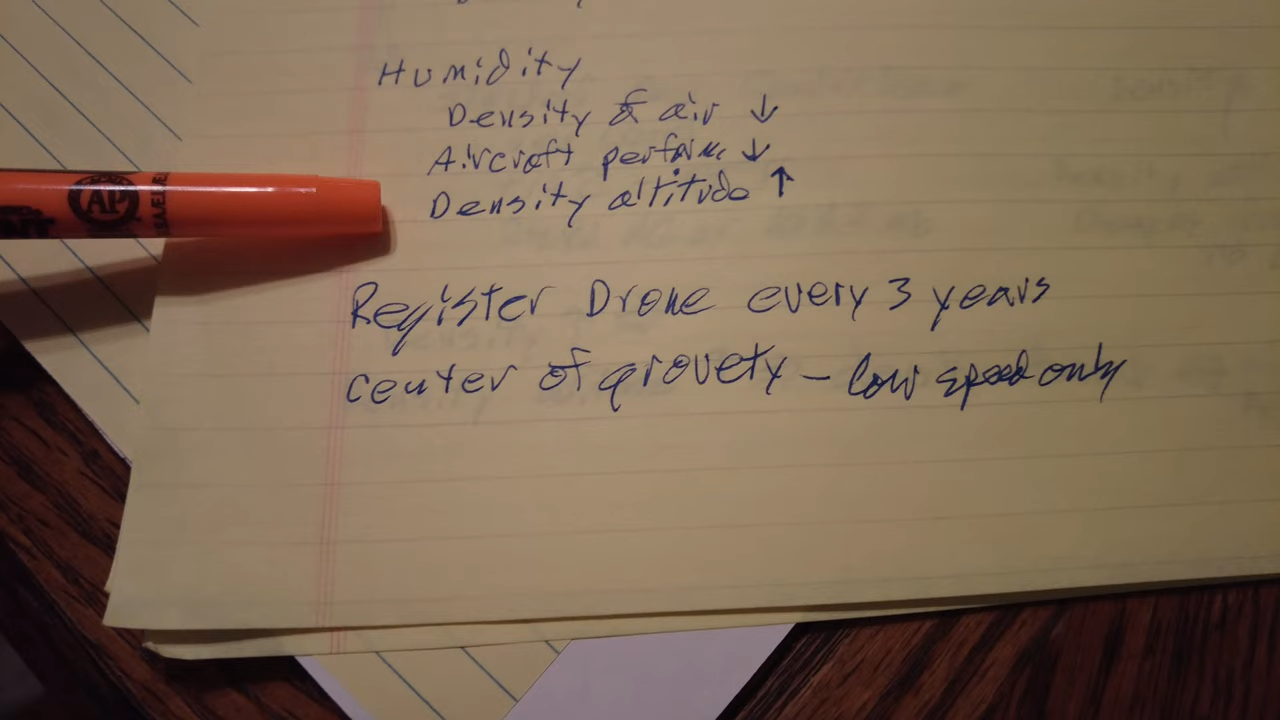 Humidity
Density of air ↓
Aircraft perform ↓
Density altitude ↑
AP
Register Drone every 3 years
center of gravety – low speed only